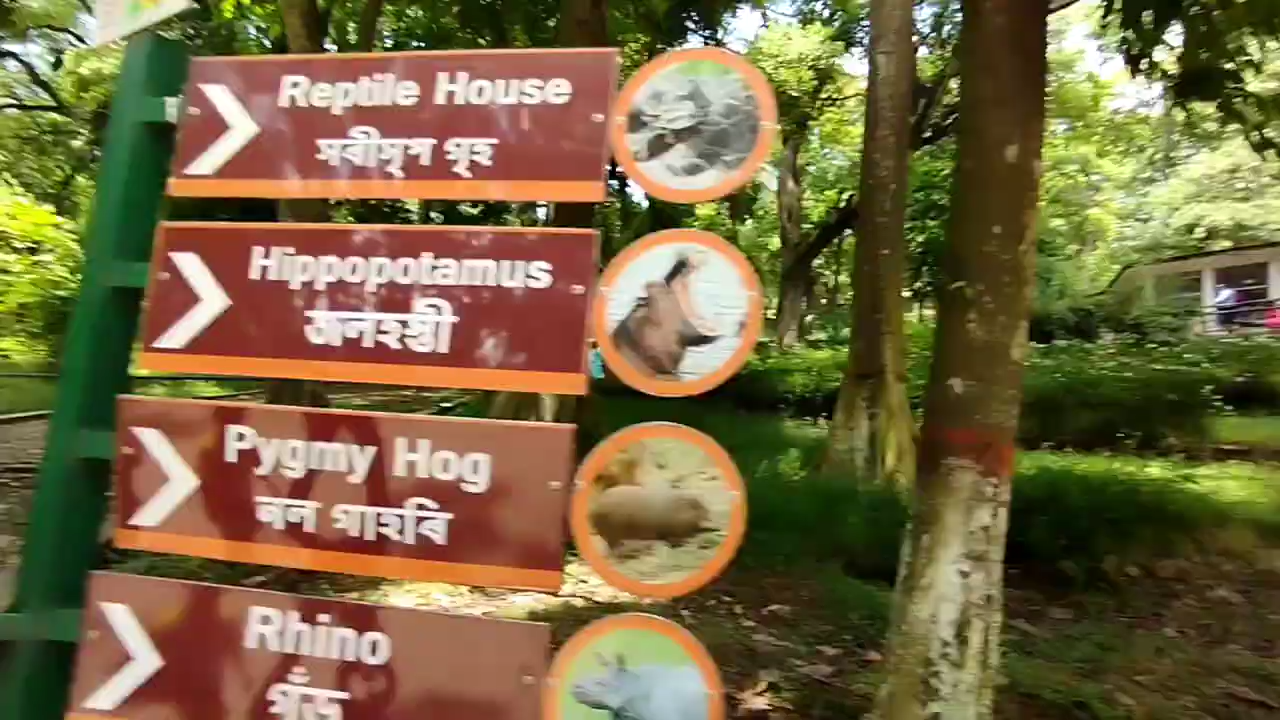 Reptile House
সৰীসৃপ গৃহ
Hippopotamus
জলহস্তী
Pygmy Hog
নল গাহৰি
Rhino
গঁড়